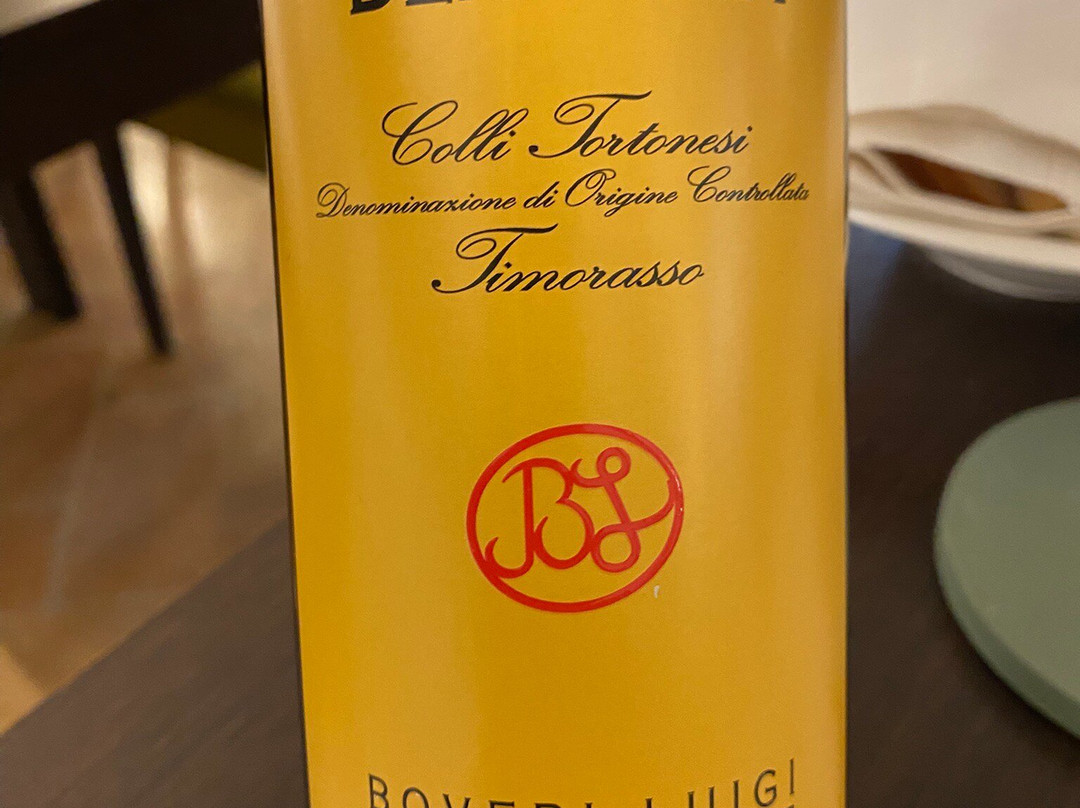 Colli Tortonesi
Denominazione di Origine Controllata
Timorasso
BL
BOVERI LUIGI